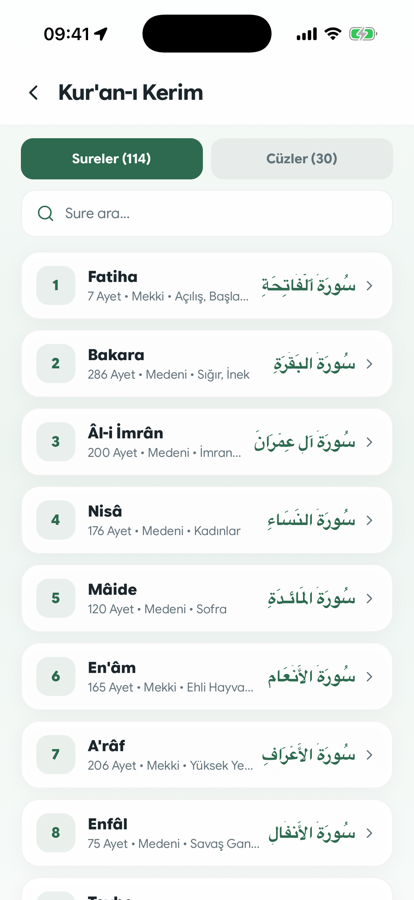 09:41
Kur'an-ı Kerim
Sureler (114)
Cüzler (30)
Sure ara...
1
Fatiha
7 Ayet • Mekki • Açılış, Başla...
سُورَةُ ٱلْفَاتِحَةِ
2
Bakara
286 Ayet • Medeni • Sığır, İnek
سُورَةُ البَقَرَةِ
3
Âl-i İmrân
200 Ayet • Medeni • İmran...
سُورَةُ آلِ عِمۡرَانَ
4
Nisâ
176 Ayet • Medeni • Kadınlar
سُورَةُ النِّسَاءِ
5
Mâide
120 Ayet • Medeni • Sofra
سُورَةُ المَائـِدَةِ
6
En'âm
165 Ayet • Mekki • Ehli Hayva...
سُورَةُ الأَنۡعَامِ
7
A'râf
206 Ayet • Mekki • Yüksek Ye...
سُورَةُ الأَعۡرَافِ
8
Enfâl
75 Ayet • Medeni • Savaş Gan...
سُورَةُ الأَنفَالِ